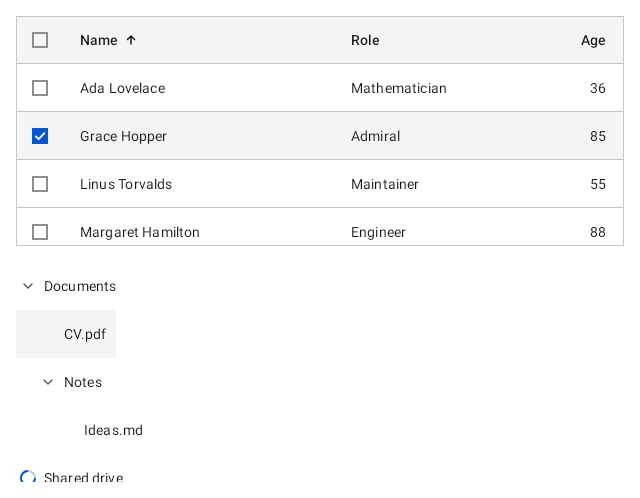 Name Role Age
Ada Lovelace Mathematician 36
Grace Hopper Admiral 85
Linus Torvalds Maintainer 55
Margaret Hamilton Engineer 88
Documents
CV.pdf
Notes
Ideas.md
Shared drive